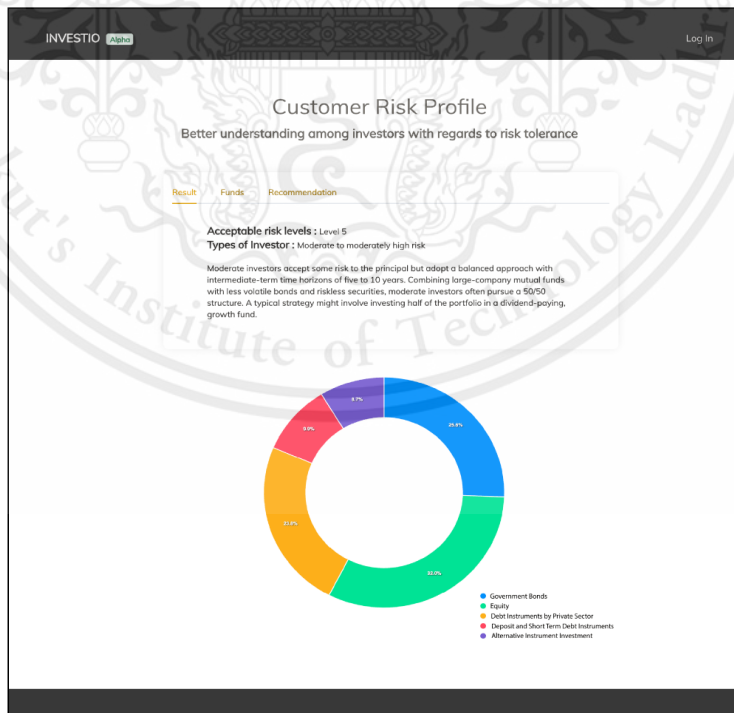 INVESTIO Alpha
Log In
Customer Risk Profile
Better understanding among investors with regards to risk tolerance
Result Funds Recommendation
Acceptable risk levels : Level 5
Types of Investor : Moderate to moderately high risk
Moderate investors accept some risk to the principal but adopt a balanced approach with
intermediate-term time horizons of five to 10 years. Combining large-company mutual funds
with less volatile bonds and riskless securities, moderate investors often pursue a 50/50
structure. A typical strategy might involve investing half of the portfolio in a dividend-paying,
growth fund.
8.7%
9.9%
32.0%
Government Bonds
Equity
Debt Instruments by Private Sector
Deposit and Short Term Debt Instruments
Alternative Instrument Investment
's Institute of Technology Lad